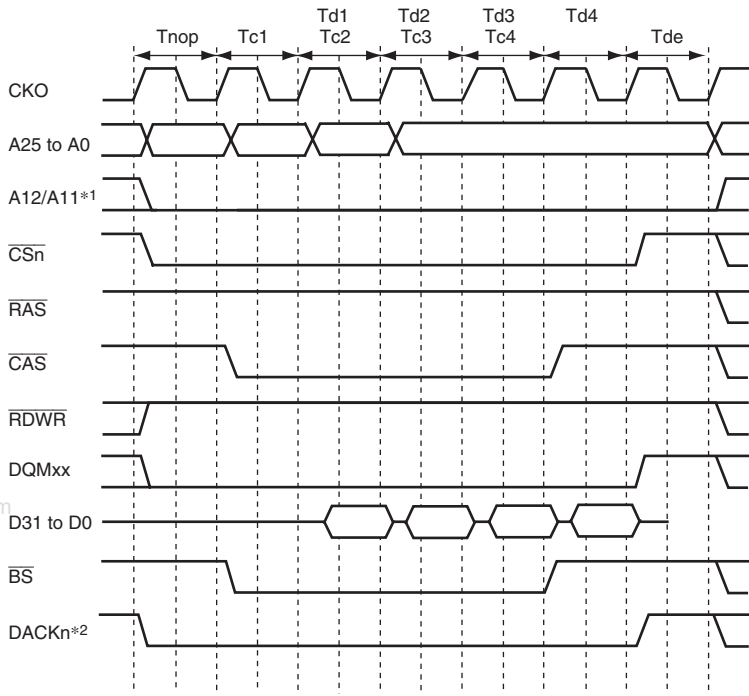 Td1 Td2 Td3 Td4
Tnop Tc1 Tc2 Tc3 Tc4 Tde
CKO
A25 to A0
A12/A11*1
CSn
RAS
CAS
RDWR
DQMxx
m
D31 to D0
BS
DACKn*2